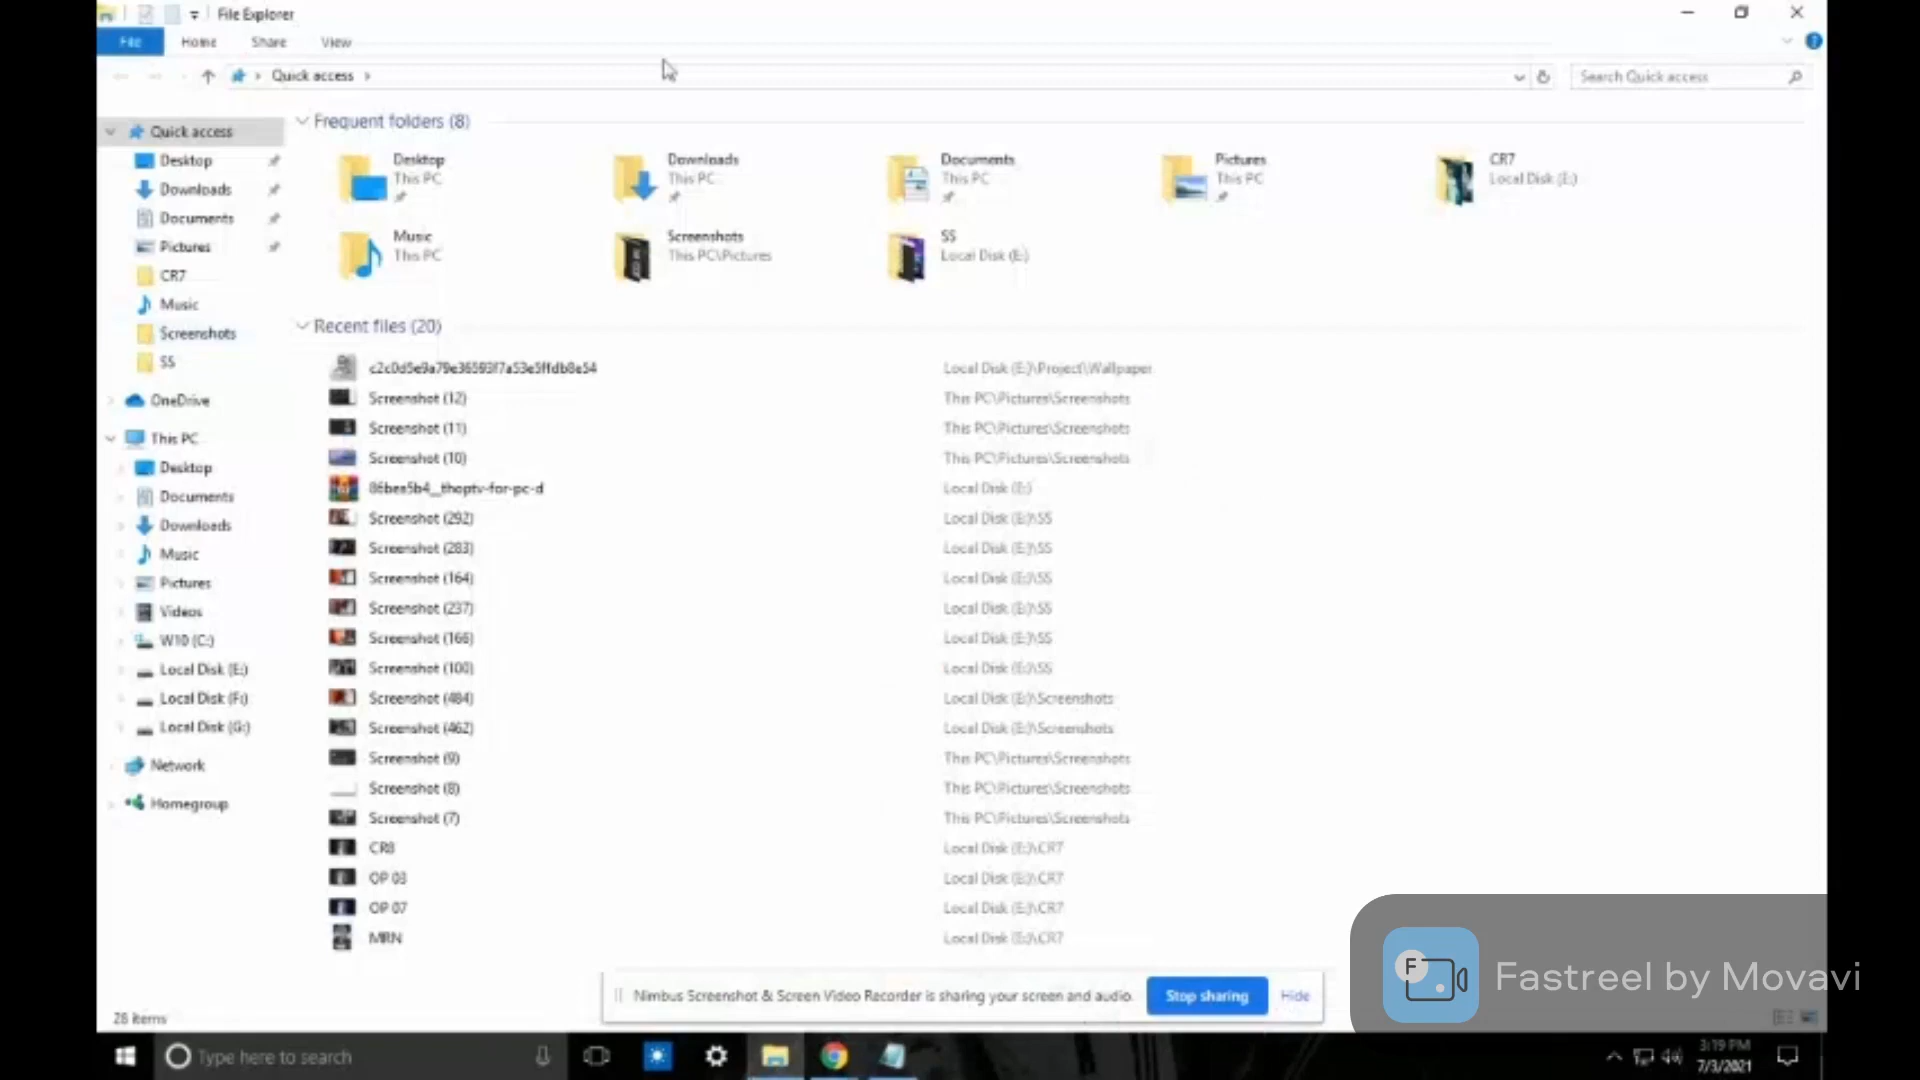 File Explorer
File Home Share View
Quick access
Search Quick access
Quick access
Desktop
Downloads
Documents
Pictures
CR7
Music
Screenshots
SS
OneDrive
This PC
Desktop
Documents
Downloads
Music
Pictures
Videos
W10 (C:)
Local Disk (E:)
Local Disk (F:)
Local Disk (G:)
Network
Homegroup
Frequent folders (8)
Desktop
This PC
Downloads
This PC
Documents
This PC
Pictures
This PC
CR7
Local Disk (E:)
Music
This PC
Screenshots
This PC\Pictures
SS
Local Disk (E:)
Recent files (20)
Local Disk (E:)\Project\Wallpaper
Screenshot (12) This PC\Pictures\Screenshots
Screenshot (11) This PC\Pictures\Screenshots
Screenshot (10) This PC\Pictures\Screenshots
Local Disk (E:)
Screenshot (292) Local Disk (E:)\SS
Screenshot (283) Local Disk (E:)\SS
Screenshot (164) Local Disk (E:)\SS
Screenshot (237) Local Disk (E:)\SS
Screenshot (166) Local Disk (E:)\SS
Screenshot (100) Local Disk (E:)\SS
Screenshot (484) Local Disk (E:)\Screenshots
Screenshot (462) Local Disk (E:)\Screenshots
Screenshot (9) This PC\Pictures\Screenshots
Screenshot (8) This PC\Pictures\Screenshots
Screenshot (7) This PC\Pictures\Screenshots
CR8 Local Disk (E:)\CR7
OP 03 Local Disk (E:)\CR7
OP 07 Local Disk (E:)\CR7
MRN Local Disk (E:)\CR7
Nimbus Screenshot & Screen Video Recorder is sharing your screen and audio. Stop sharing Hide
F
Fastreel by Movavi
28 items
Type here to search
3:19 PM
7/3/2021